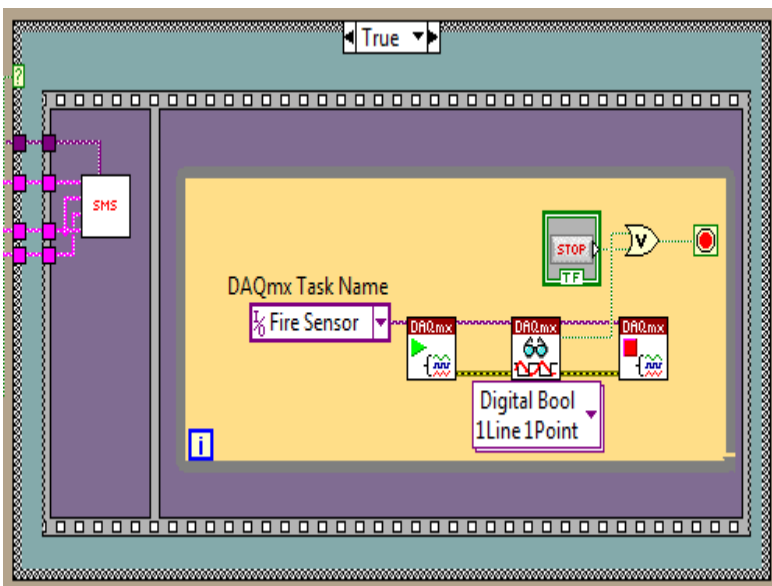 True
?
SMS
STOP
TF
V
DAQmx Task Name
I/O Fire Sensor
DAQmx
DAQmx
DAQmx
Digital Bool
1Line 1Point
i